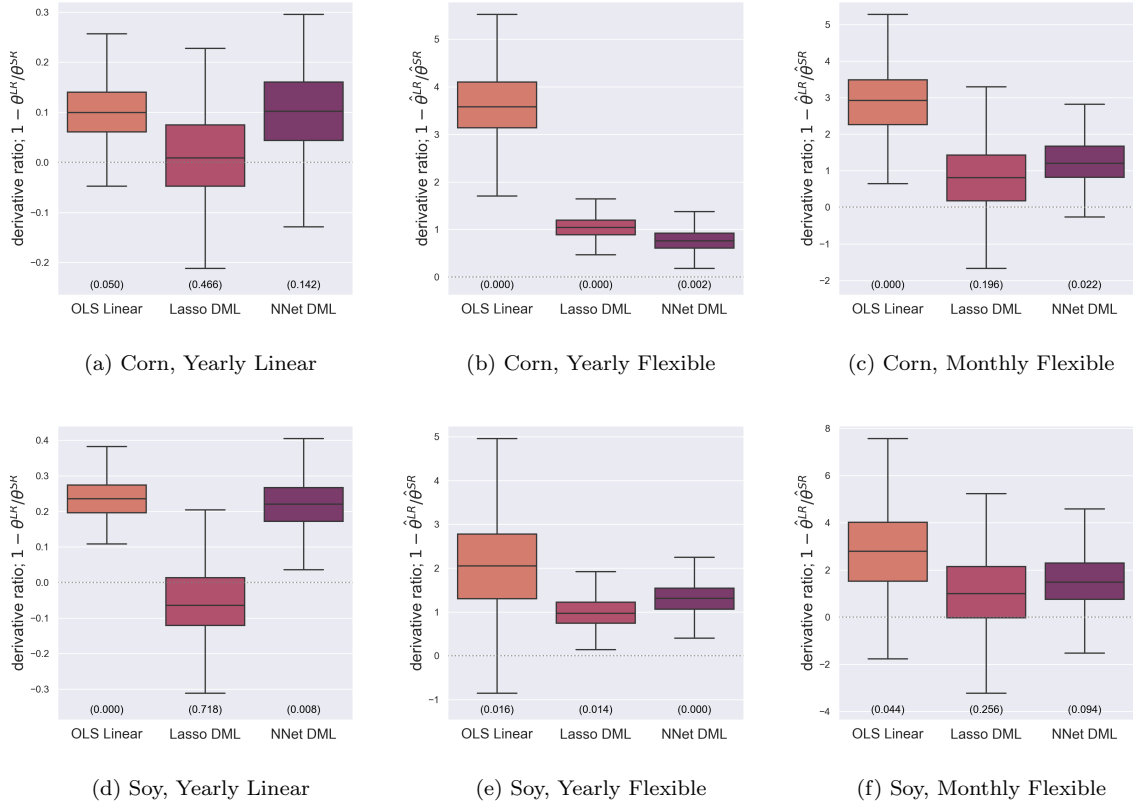 derivative ratio; 1 − θ^LR/θ^SR
0.3
0.2
0.1
0.0
−0.1
−0.2
(0.050) (0.466) (0.142)
OLS Linear Lasso DML NNet DML
(a) Corn, Yearly Linear
derivative ratio; 1 − θ̂^LR/θ̂^SR
5
4
3
2
1
0
(0.000) (0.000) (0.002)
OLS Linear Lasso DML NNet DML
(b) Corn, Yearly Flexible
derivative ratio; 1 − θ̂^LR/θ̂^SR
5
4
3
2
1
0
−1
−2
(0.000) (0.196) (0.022)
OLS Linear Lasso DML NNet DML
(c) Corn, Monthly Flexible
derivative ratio; 1 − θ^LR/θ^SR
0.4
0.3
0.2
0.1
0.0
−0.1
−0.2
−0.3
(0.000) (0.718) (0.008)
OLS Linear Lasso DML NNet DML
(d) Soy, Yearly Linear
derivative ratio; 1 − θ̂^LR/θ̂^SR
5
4
3
2
1
0
−1
(0.016) (0.014) (0.000)
OLS Linear Lasso DML NNet DML
(e) Soy, Yearly Flexible
derivative ratio; 1 − θ̂^LR/θ̂^SR
8
6
4
2
0
−2
−4
(0.044) (0.256) (0.094)
OLS Linear Lasso DML NNet DML
(f) Soy, Monthly Flexible